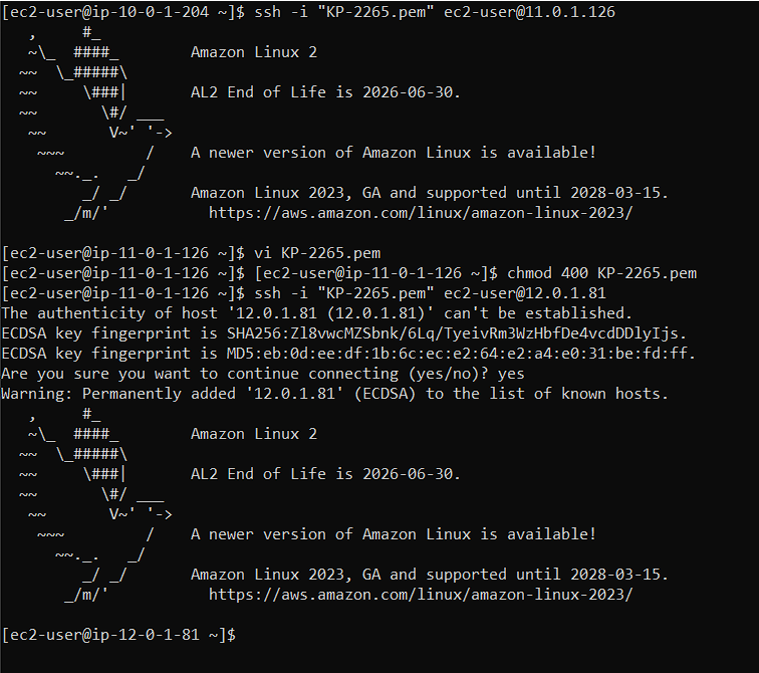 [ec2-user@ip-10-0-1-204 ~]$ ssh -i "KP-2265.pem" ec2-user@11.0.1.126
   ,     #_
   ~\_  ####_        Amazon Linux 2
  ~~  \_#####\
  ~~     \###|       AL2 End of Life is 2026-06-30.
  ~~       \#/ ___
   ~~       V~' '->
    ~~~         /    A newer version of Amazon Linux is available!
      ~~._.   _/
         _/ _/       Amazon Linux 2023, GA and supported until 2028-03-15.
       _/m/'           https://aws.amazon.com/linux/amazon-linux-2023/
[ec2-user@ip-11-0-1-126 ~]$ vi KP-2265.pem
[ec2-user@ip-11-0-1-126 ~]$ [ec2-user@ip-11-0-1-126 ~]$ chmod 400 KP-2265.pem
[ec2-user@ip-11-0-1-126 ~]$ ssh -i "KP-2265.pem" ec2-user@12.0.1.81
The authenticity of host '12.0.1.81 (12.0.1.81)' can't be established.
ECDSA key fingerprint is SHA256:Zl8vwcMZSbnk/6Lq/TyeivRm3WzHbfDe4vcdDDlyIjs.
ECDSA key fingerprint is MD5:eb:0d:ee:df:1b:6c:ec:e2:64:e2:a4:e0:31:be:fd:ff.
Are you sure you want to continue connecting (yes/no)? yes
Warning: Permanently added '12.0.1.81' (ECDSA) to the list of known hosts.
   ,     #_
   ~\_  ####_        Amazon Linux 2
  ~~  \_#####\
  ~~     \###|       AL2 End of Life is 2026-06-30.
  ~~       \#/ ___
   ~~       V~' '->
    ~~~         /    A newer version of Amazon Linux is available!
      ~~._.   _/
         _/ _/       Amazon Linux 2023, GA and supported until 2028-03-15.
       _/m/'           https://aws.amazon.com/linux/amazon-linux-2023/
[ec2-user@ip-12-0-1-81 ~]$